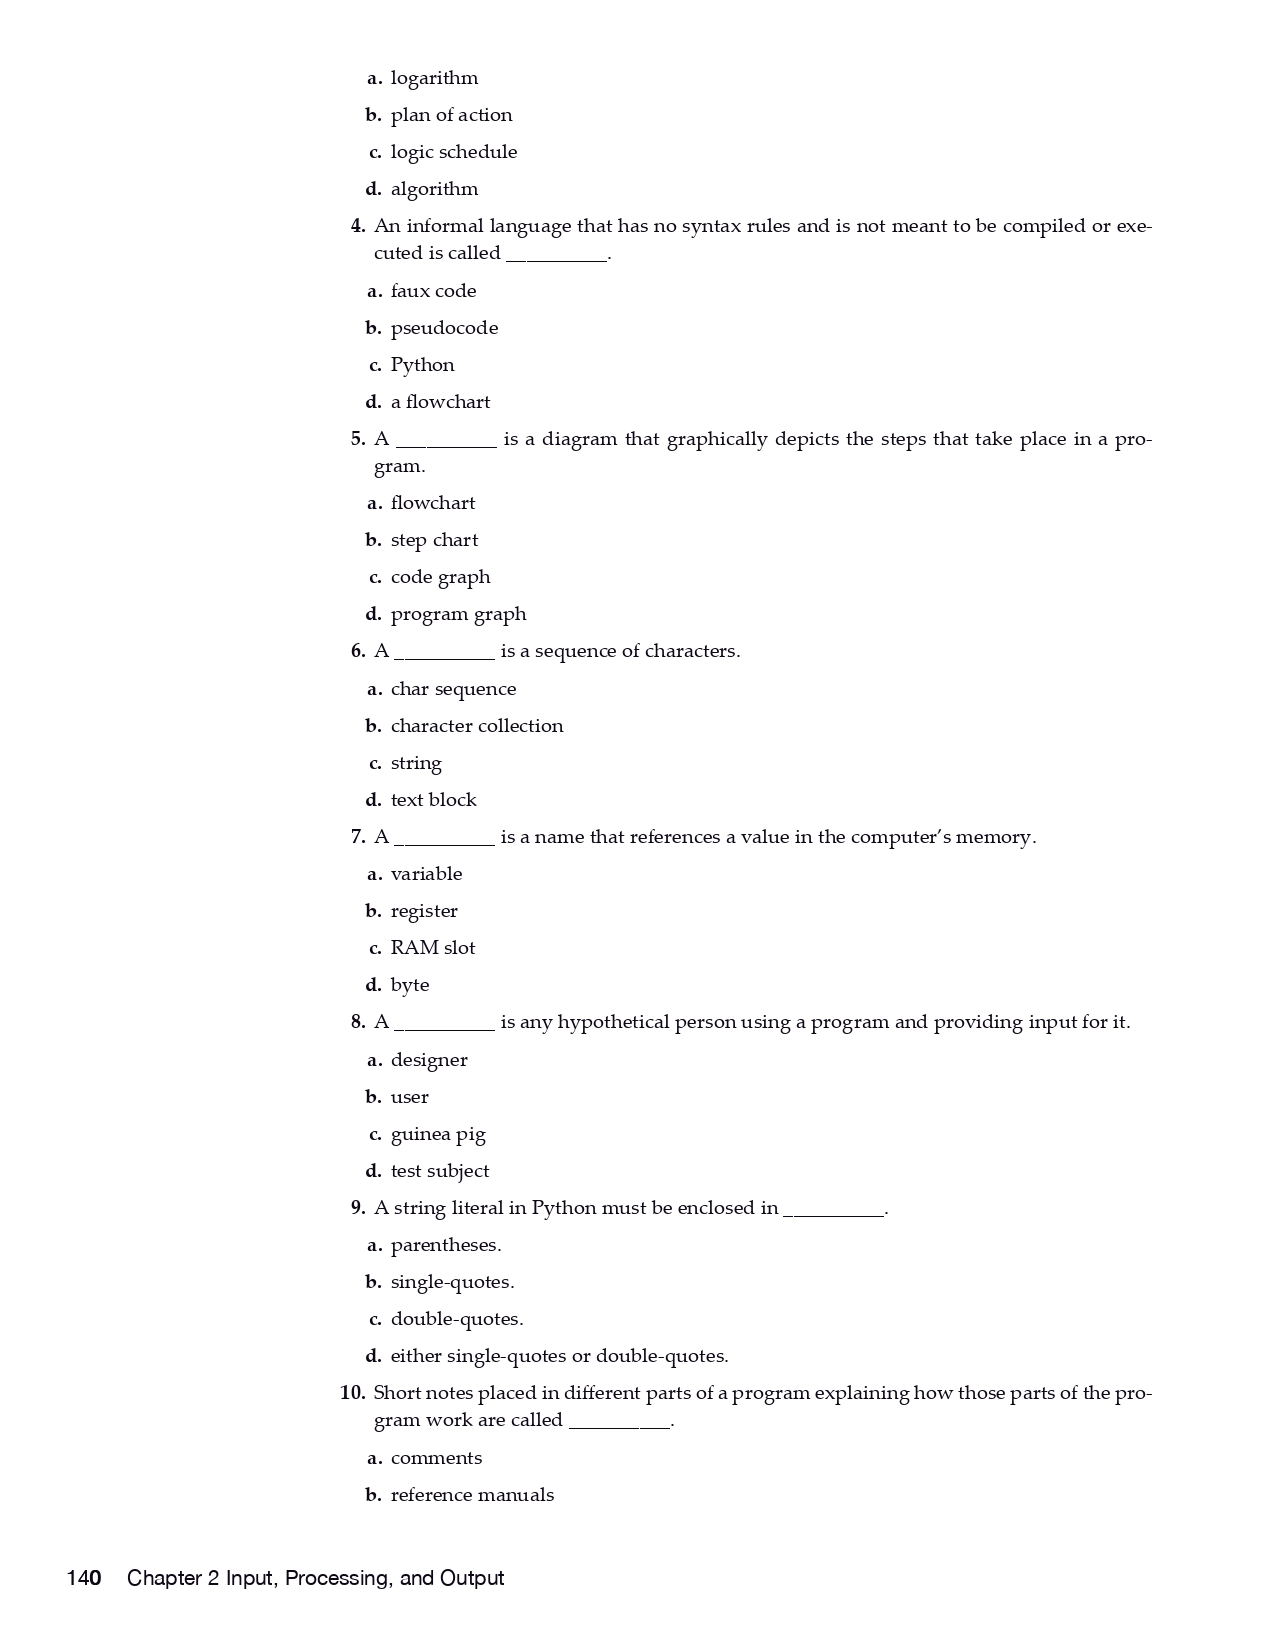 a. logarithm
b. plan of action
c. logic schedule
d. algorithm
4. An informal language that has no syntax rules and is not meant to be compiled or exe-
cuted is called __________.
a. faux code
b. pseudocode
c. Python
d. a flowchart
5. A __________ is a diagram that graphically depicts the steps that take place in a pro-
gram.
a. flowchart
b. step chart
c. code graph
d. program graph
6. A __________ is a sequence of characters.
a. char sequence
b. character collection
c. string
d. text block
7. A __________ is a name that references a value in the computer’s memory.
a. variable
b. register
c. RAM slot
d. byte
8. A __________ is any hypothetical person using a program and providing input for it.
a. designer
b. user
c. guinea pig
d. test subject
9. A string literal in Python must be enclosed in __________.
a. parentheses.
b. single-quotes.
c. double-quotes.
d. either single-quotes or double-quotes.
10. Short notes placed in different parts of a program explaining how those parts of the pro-
gram work are called __________.
a. comments
b. reference manuals
140 Chapter 2 Input, Processing, and Output